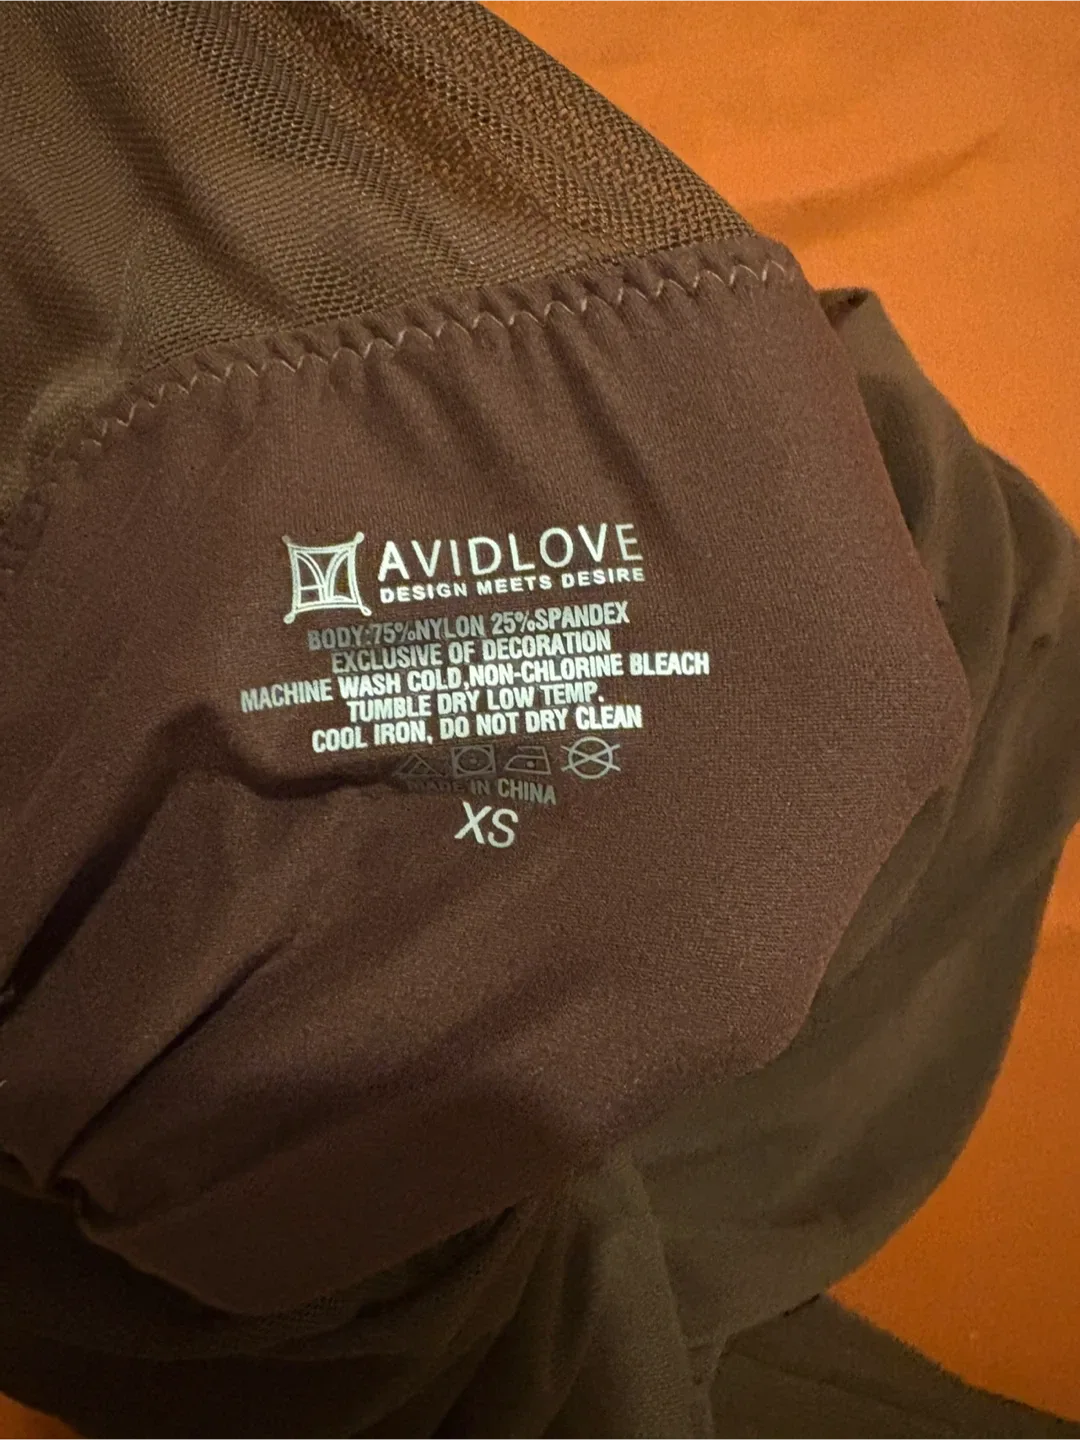 AVIDLOVE
DESIGN MEETS DESIRE
BODY:75%NYLON 25%SPANDEX
EXCLUSIVE OF DECORATION
MACHINE WASH COLD,NON-CHLORINE BLEACH
TUMBLE DRY LOW TEMP.
COOL IRON, DO NOT DRY CLEAN
MADE IN CHINA
XS